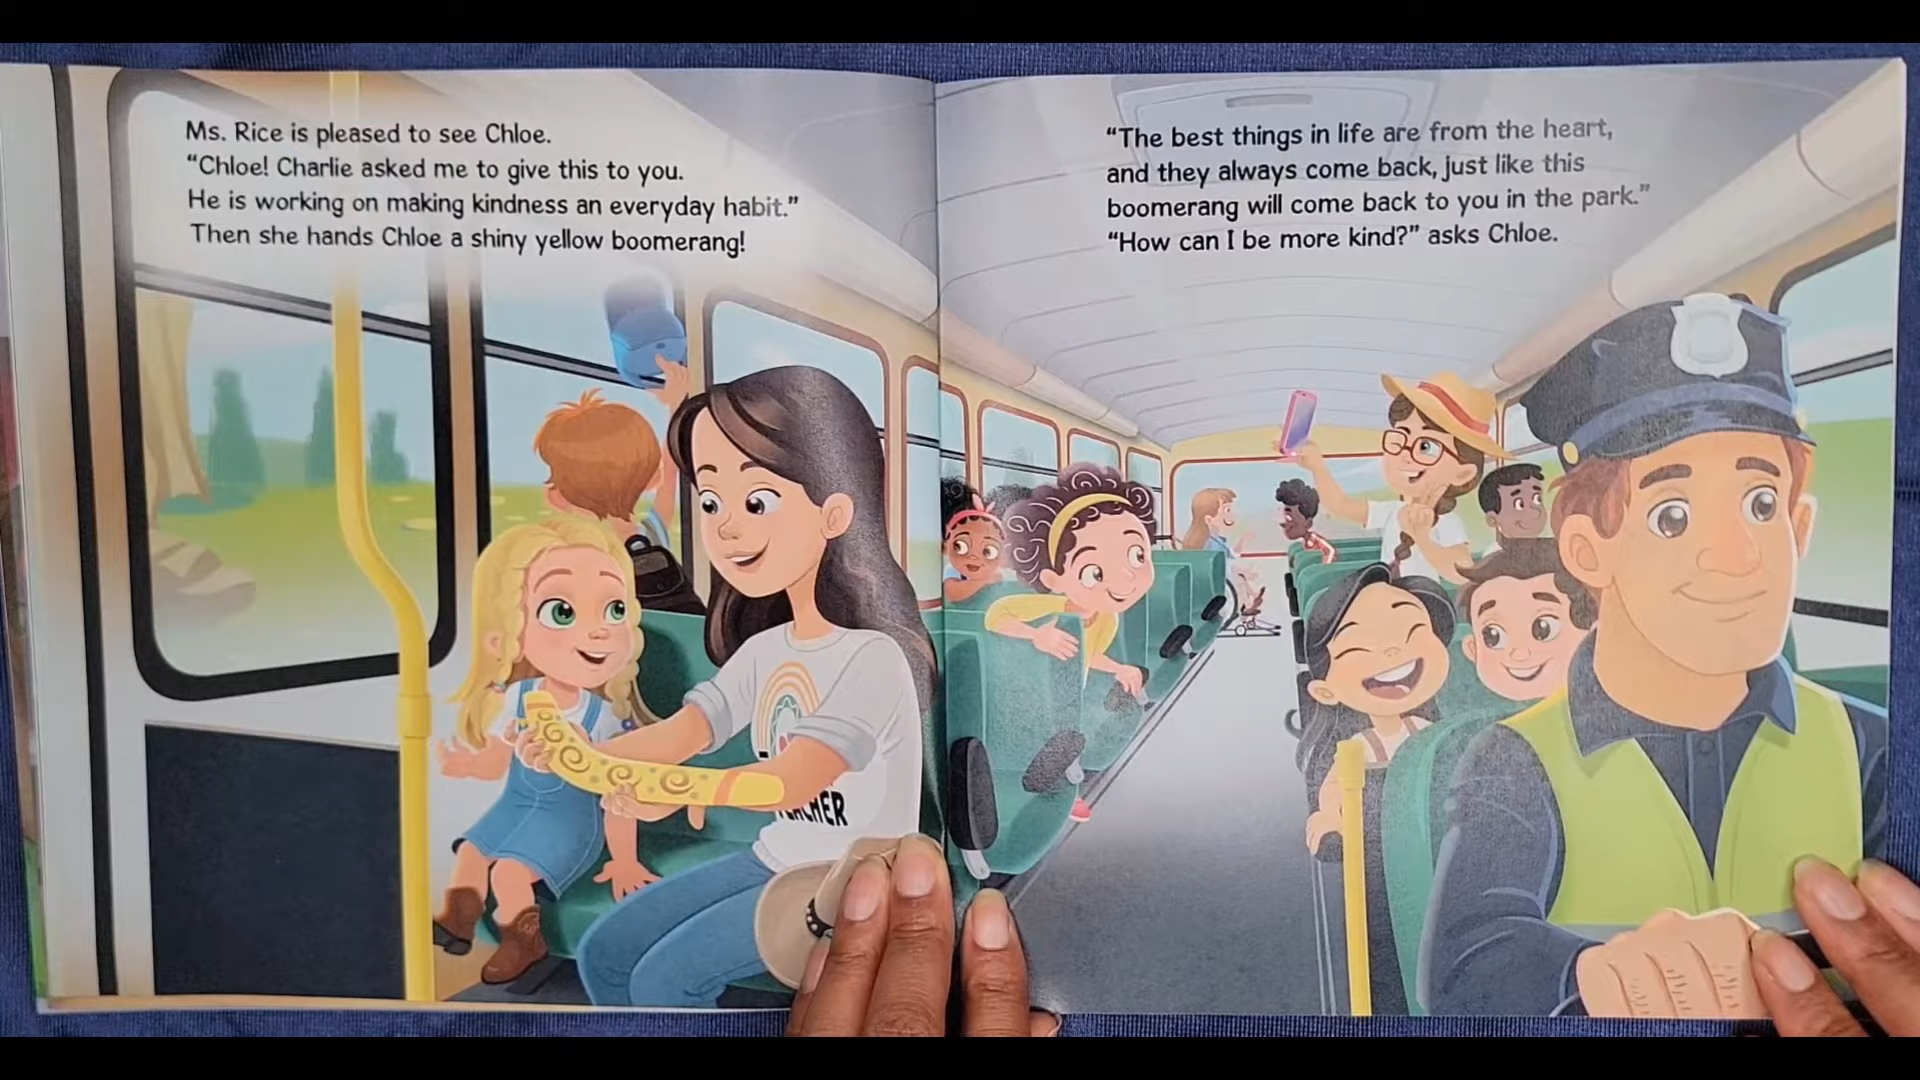 Ms. Rice is pleased to see Chloe.
“Chloe! Charlie asked me to give this to you.
He is working on making kindness an everyday habit.”
Then she hands Chloe a shiny yellow boomerang!
“The best things in life are from the heart,
and they always come back, just like this
boomerang will come back to you in the park.”
“How can I be more kind?” asks Chloe.